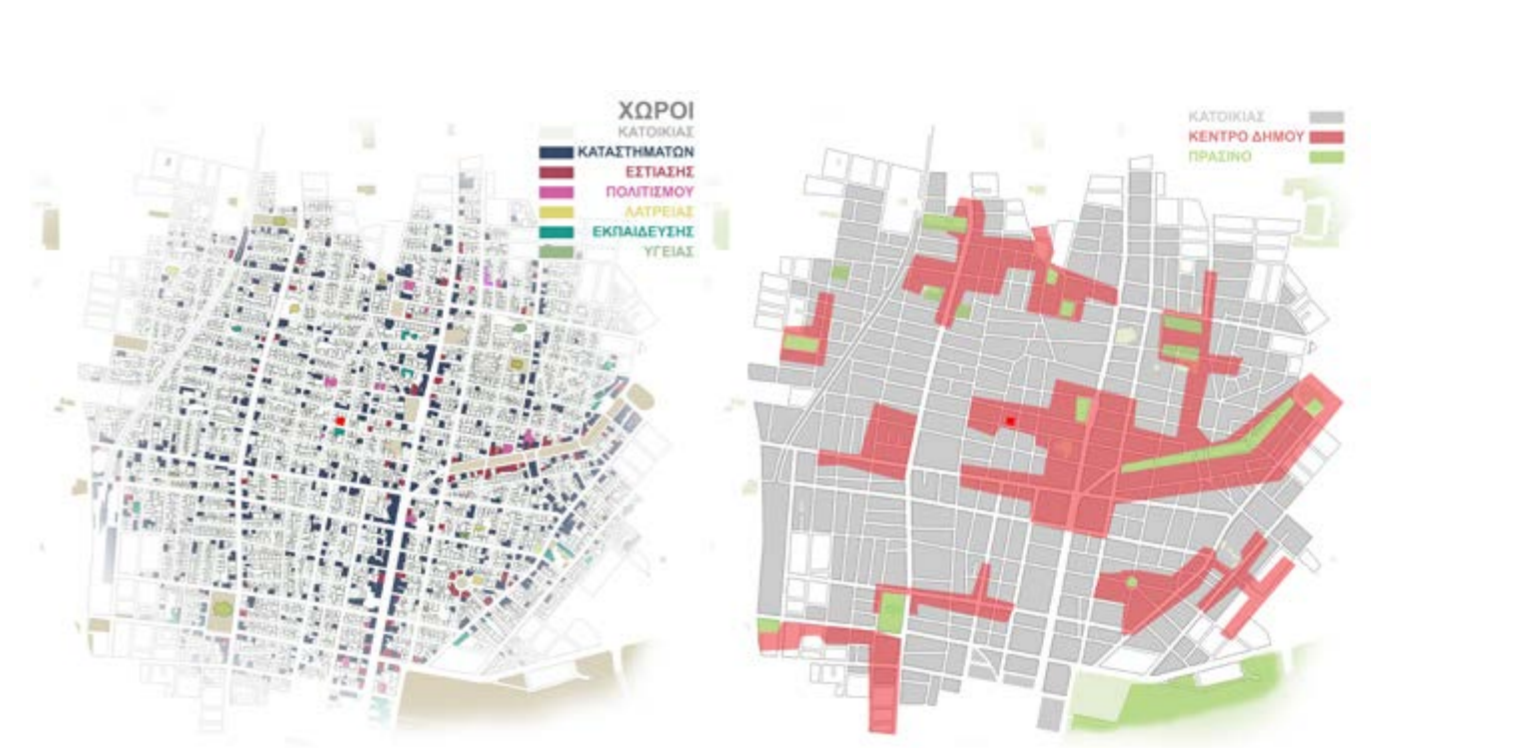 ΧΩΡΟΙ
ΚΑΤΟΙΚΙΑΣ
ΚΑΤΑΣΤΗΜΑΤΩΝ
ΕΣΤΙΑΣΗΣ
ΠΟΛΙΤΙΣΜΟΥ
ΛΑΤΡΕΙΑΣ
ΕΚΠΑΙΔΕΥΣΗΣ
ΥΓΕΙΑΣ
ΚΑΤΟΙΚΙΑΣ
ΚΕΝΤΡΟ ΔΗΜΟΥ
ΠΡΑΣΙΝΟ